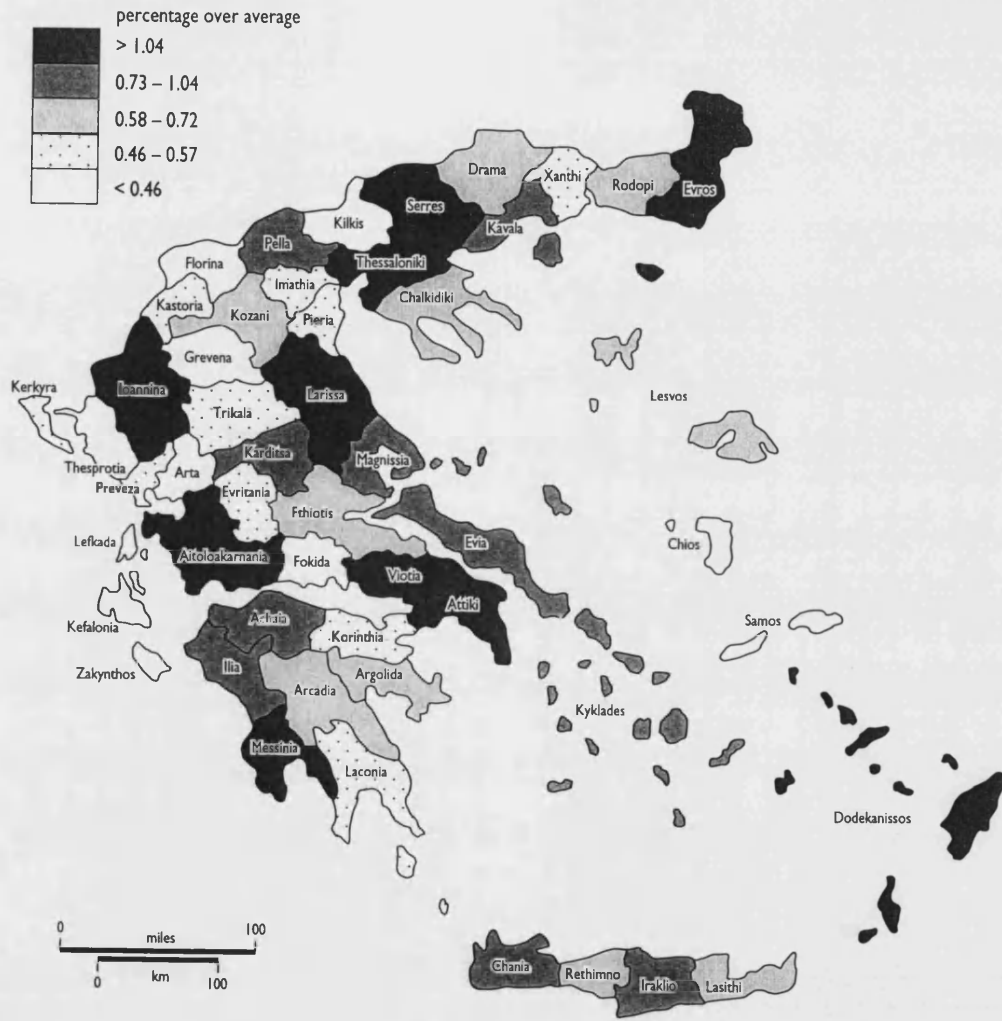 percentage over average
> 1.04
0.73 – 1.04
0.58 – 0.72
0.46 – 0.57
< 0.46
Drama
Xanthi
Rodopi
Evros
Serres
Kavala
Kilkis
Pella
Thessaloniki
Florina
Imathia
Chalkidiki
Kastoria
Kozani
Pieria
Grevena
Ioannina
Larissa
Kerkyra
Trikala
Lesvos
Thesprotia
Arta
Karditsa
Magnissia
Preveza
Evritania
Fthiotis
Lefkada
Aitoloakarnania
Fokida
Evia
Chios
Viotia
Attiki
Kefalonia
Achaia
Korinthia
Samos
Zakynthos
Ilia
Argolida
Arcadia
Kyklades
Messinia
Laconia
Dodekanissos
0 100
miles
km
0 100
Chania
Rethimno
Iraklio
Lasithi